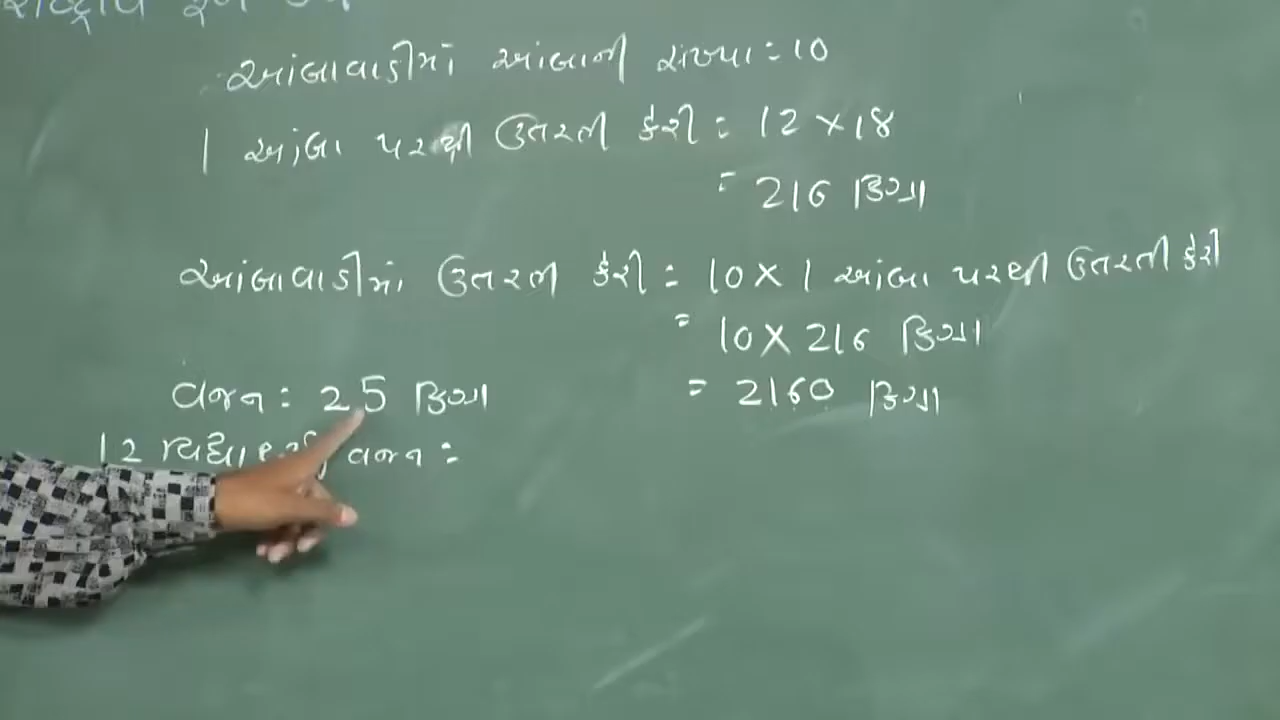 આંબાવાડીમાં આંબાની સંખ્યા = 10
1 આંબા પરથી ઉતરતી કેરી = 12 × 18
= 216 કિગ્રા
આંબાવાડીમાં ઉતરતી કેરી = 10 × 1 આંબા પરથી ઉતરતી કેરી
= 10 × 216 કિગ્રા
= 2160 કિગ્રા
વજન = 25 કિગ્રા
12 વજન =